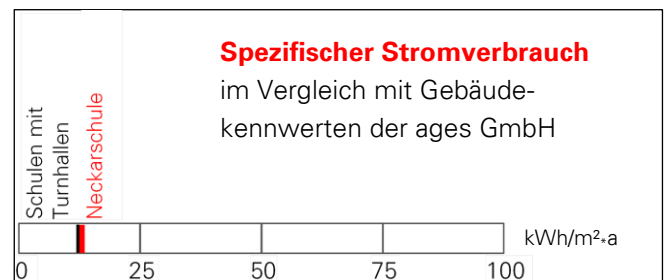 Spezifischer Stromverbrauch
im Vergleich mit Gebäude-
kennwerten der ages GmbH
Schulen mit
Turnhallen
Neckarschule
kWh/m²*a
0 25 50 75 100